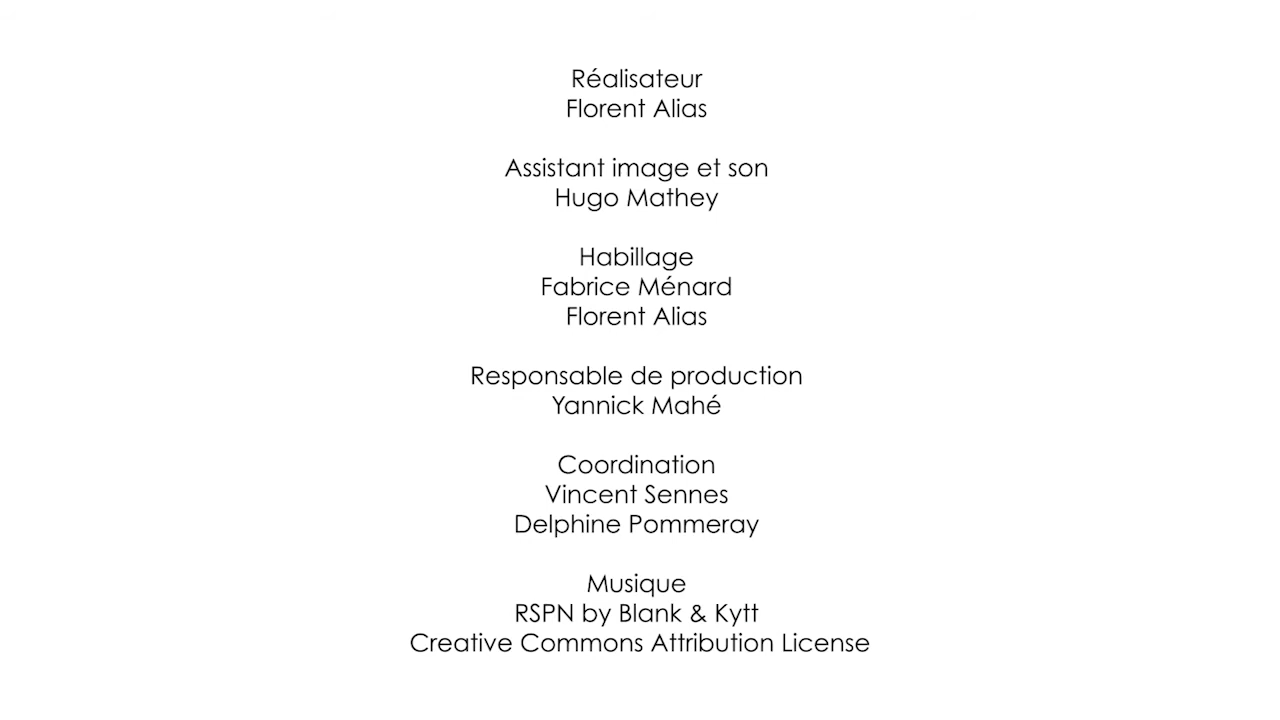 Réalisateur
Florent Alias
Assistant image et son
Hugo Mathey
Habillage
Fabrice Ménard
Florent Alias
Responsable de production
Yannick Mahé
Coordination
Vincent Sennes
Delphine Pommeray
Musique
RSPN by Blank & Kytt
Creative Commons Attribution License